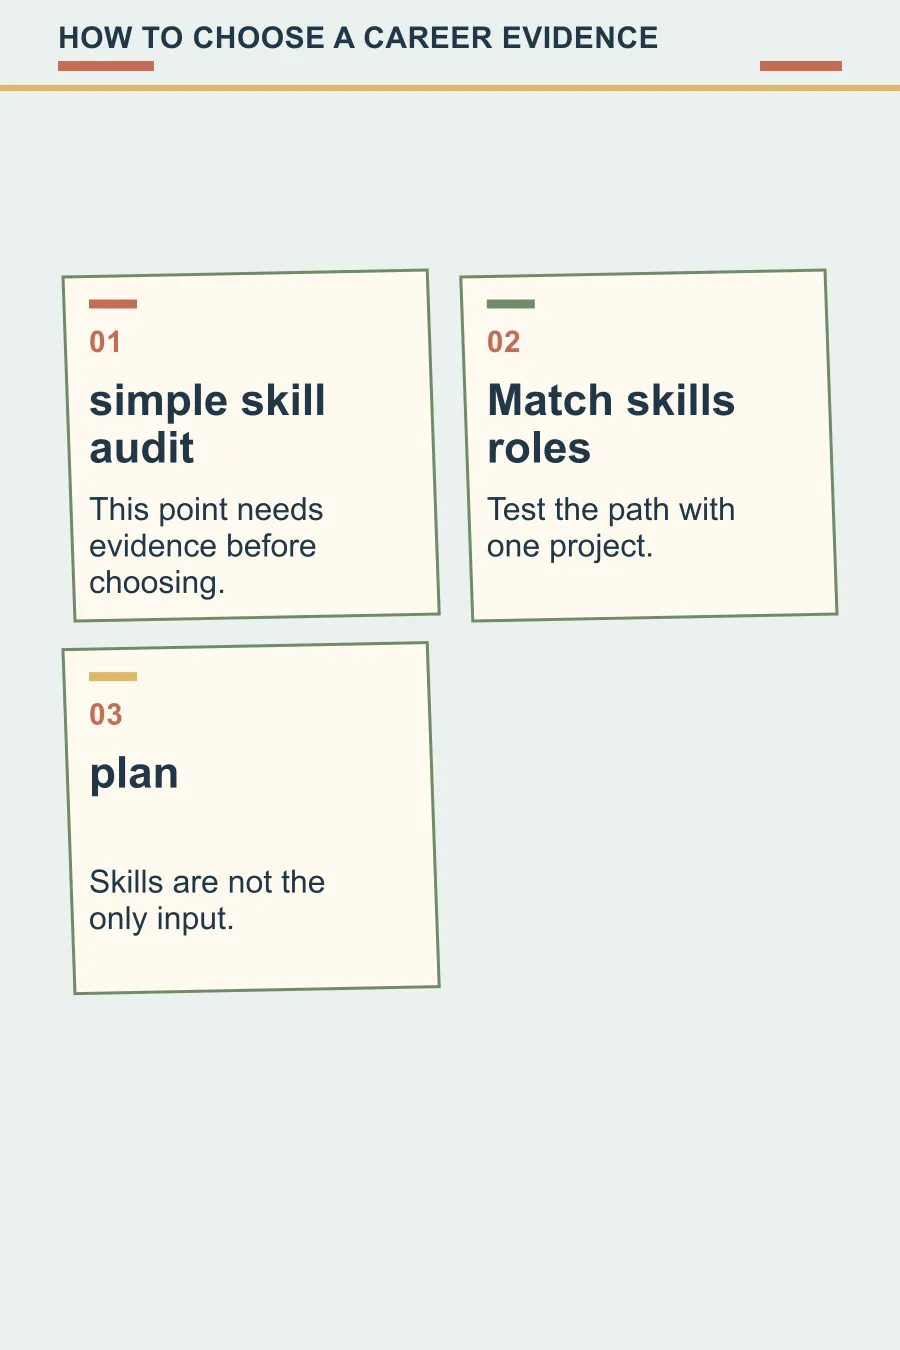 HOW TO CHOOSE A CAREER EVIDENCE
01
simple skill
audit
This point needs
evidence before
choosing.
02
Match skills
roles
Test the path with
one project.
03
plan
Skills are not the
only input.